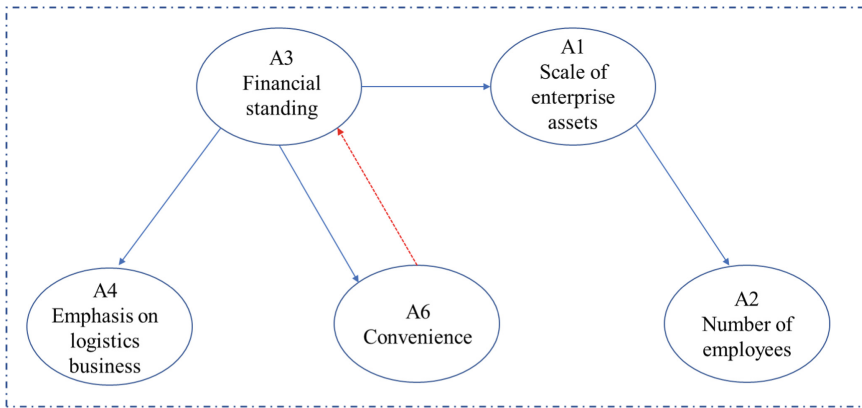 A3
Financial
standing
A1
Scale of
enterprise
assets
A4
Emphasis on
logistics
business
A6
Convenience
A2
Number of
employees